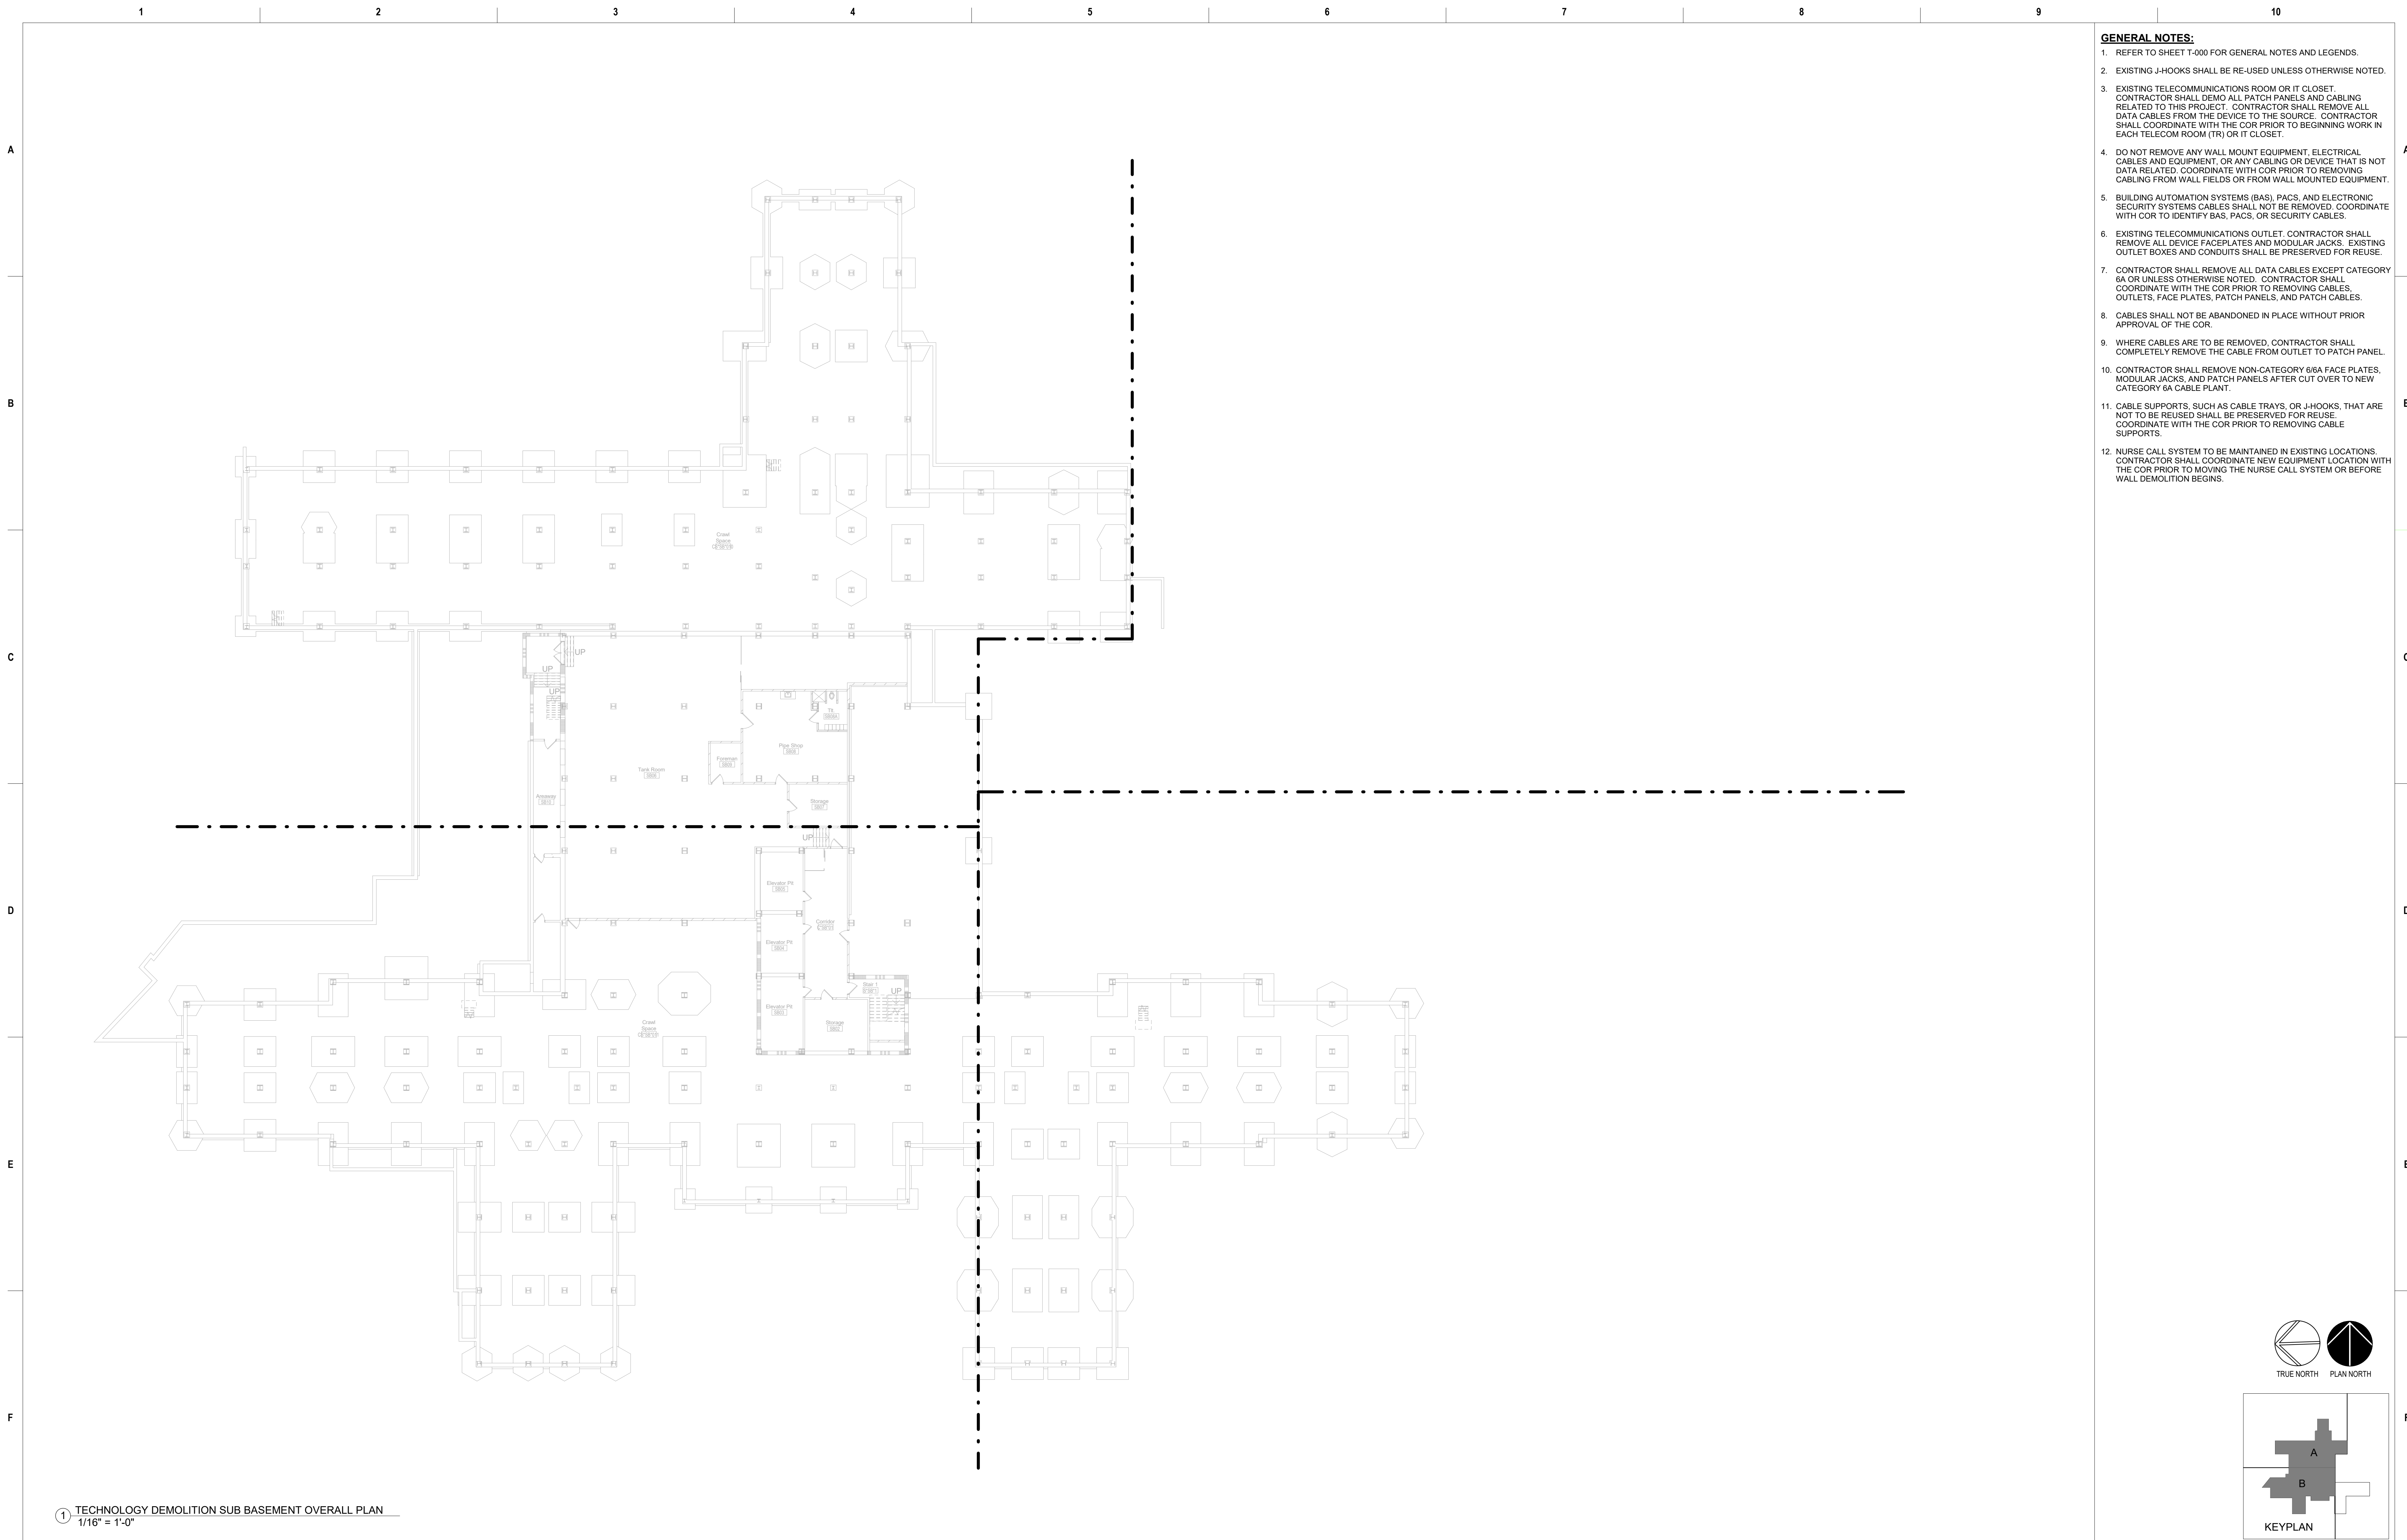 1 2 3 4 5 6 7 8 9 10
GENERAL NOTES:
1. REFER TO SHEET T-000 FOR GENERAL NOTES AND LEGENDS.
2. EXISTING J-HOOKS SHALL BE RE-USED UNLESS OTHERWISE NOTED.
3. EXISTING TELECOMMUNICATIONS ROOM OR IT CLOSET.
CONTRACTOR SHALL DEMO ALL PATCH PANELS AND CABLING
RELATED TO THIS PROJECT. CONTRACTOR SHALL REMOVE ALL
DATA CABLES FROM THE DEVICE TO THE SOURCE. CONTRACTOR
SHALL COORDINATE WITH THE COR PRIOR TO BEGINNING WORK IN
EACH TELECOM ROOM (TR) OR IT CLOSET.
4. DO NOT REMOVE ANY WALL MOUNT EQUIPMENT, ELECTRICAL
CABLES AND EQUIPMENT, OR ANY CABLING OR DEVICE THAT IS NOT
DATA RELATED. COORDINATE WITH COR PRIOR TO REMOVING
CABLING FROM WALL FIELDS OR FROM WALL MOUNTED EQUIPMENT.
5. BUILDING AUTOMATION SYSTEMS (BAS), PACS, AND ELECTRONIC
SECURITY SYSTEMS CABLES SHALL NOT BE REMOVED. COORDINATE
WITH COR TO IDENTIFY BAS, PACS, OR SECURITY CABLES.
6. EXISTING TELECOMMUNICATIONS OUTLET. CONTRACTOR SHALL
REMOVE ALL DEVICE FACEPLATES AND MODULAR JACKS. EXISTING
OUTLET BOXES AND CONDUITS SHALL BE PRESERVED FOR REUSE.
7. CONTRACTOR SHALL REMOVE ALL DATA CABLES EXCEPT CATEGORY
6A OR UNLESS OTHERWISE NOTED. CONTRACTOR SHALL
COORDINATE WITH THE COR PRIOR TO REMOVING CABLES,
OUTLETS, FACE PLATES, PATCH PANELS, AND PATCH CABLES.
8. CABLES SHALL NOT BE ABANDONED IN PLACE WITHOUT PRIOR
APPROVAL OF THE COR.
9. WHERE CABLES ARE TO BE REMOVED, CONTRACTOR SHALL
COMPLETELY REMOVE THE CABLE FROM OUTLET TO PATCH PANEL.
10. CONTRACTOR SHALL REMOVE NON-CATEGORY 6/6A FACE PLATES,
MODULAR JACKS, AND PATCH PANELS AFTER CUT OVER TO NEW
CATEGORY 6A CABLE PLANT.
11. CABLE SUPPORTS, SUCH AS CABLE TRAYS, OR J-HOOKS, THAT ARE
NOT TO BE REUSED SHALL BE PRESERVED FOR REUSE.
COORDINATE WITH THE COR PRIOR TO REMOVING CABLE
SUPPORTS.
12. NURSE CALL SYSTEM TO BE MAINTAINED IN EXISTING LOCATIONS.
CONTRACTOR SHALL COORDINATE NEW EQUIPMENT LOCATION WITH
THE COR PRIOR TO MOVING THE NURSE CALL SYSTEM OR BEFORE
WALL DEMOLITION BEGINS.
A
B
C
D
E
F
Crawl
Space
UP
UP
UP
Tlt
Pipe Shop
Foreman
Tank Room
Areaway
Storage
UP
Elevator Pit
Corridor
Elevator Pit
Stair 1
UP
Elevator Pit
Crawl
Space
Storage
TRUE NORTH
PLAN NORTH
A
B
KEYPLAN
1
TECHNOLOGY DEMOLITION SUB BASEMENT OVERALL PLAN
1/16" = 1'-0"